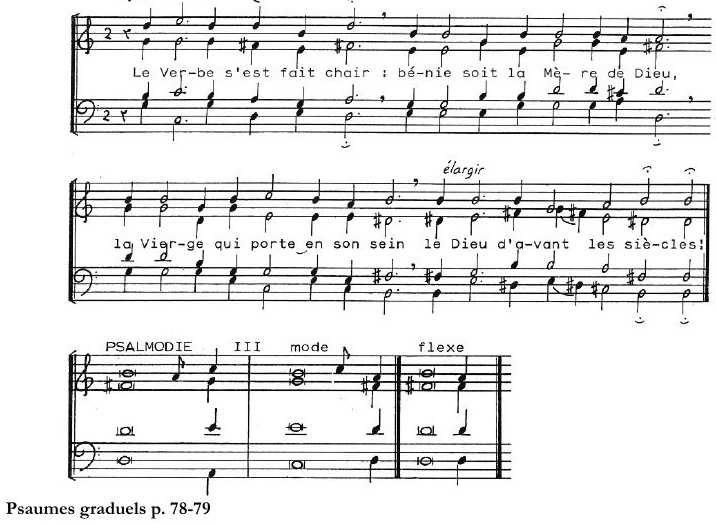 Le Ver-be s'est fait chair : bé-nie soit la Mè- re de Dieu,
élargir
la Vier-ge qui porte en son sein le Dieu d'a-vant les siè-cles!
PSALMODIE III mode flexe
Psaumes graduels p. 78-79